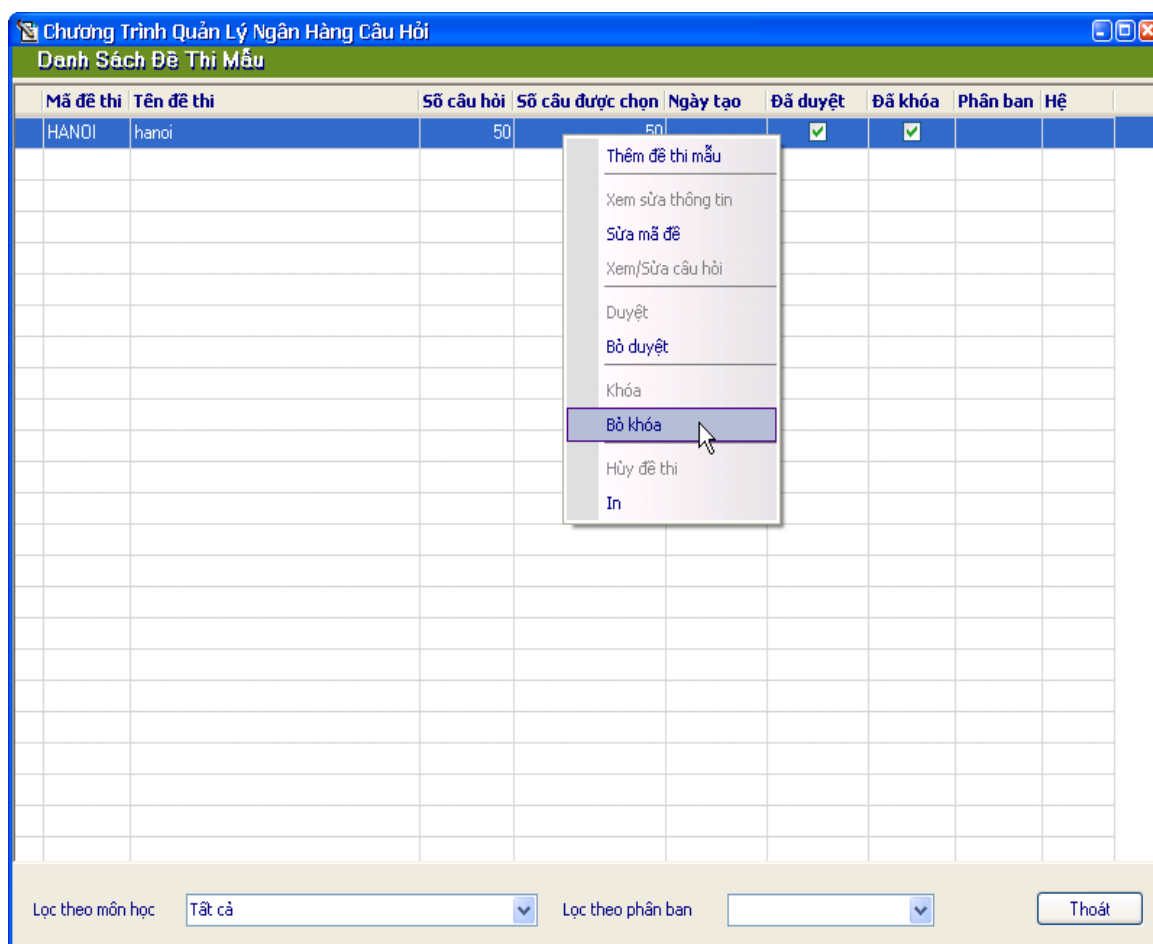 Chương Trình Quản Lý Ngân Hàng Câu Hỏi
Danh Sách Đề Thi Mẫu
Mã đề thi Tên đề thi Số câu hỏi Số câu được chọn Ngày tạo Đã duyệt Đã khóa Phân ban Hệ
HANOI hanoi 50 50
Thêm đề thi mẫu
Xem sửa thông tin
Sửa mã đề
Xem/Sửa câu hỏi
Duyệt
Bỏ duyệt
Khóa
Bỏ khóa
Hủy đề thi
In
Lọc theo môn học Tất cả Lọc theo phân ban Thoát